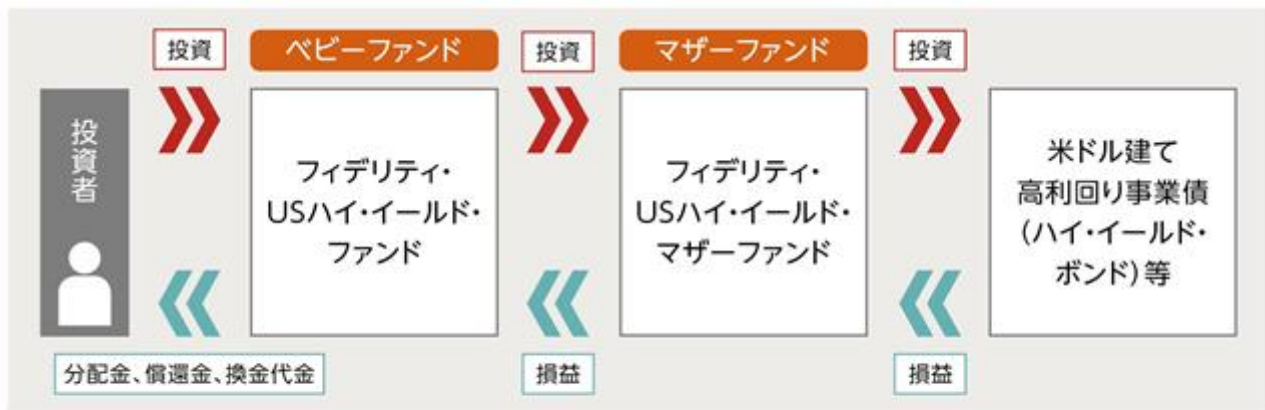 投資
ベビーファンド
投資
マザーファンド
投資
投資者
フィデリティ・
USハイ・イールド・
ファンド
フィデリティ・
USハイ・イールド・
マザーファンド
米ドル建て
高利回り事業債
(ハイ・イールド・
ボンド)等
分配金、償還金、換金代金
損益
損益